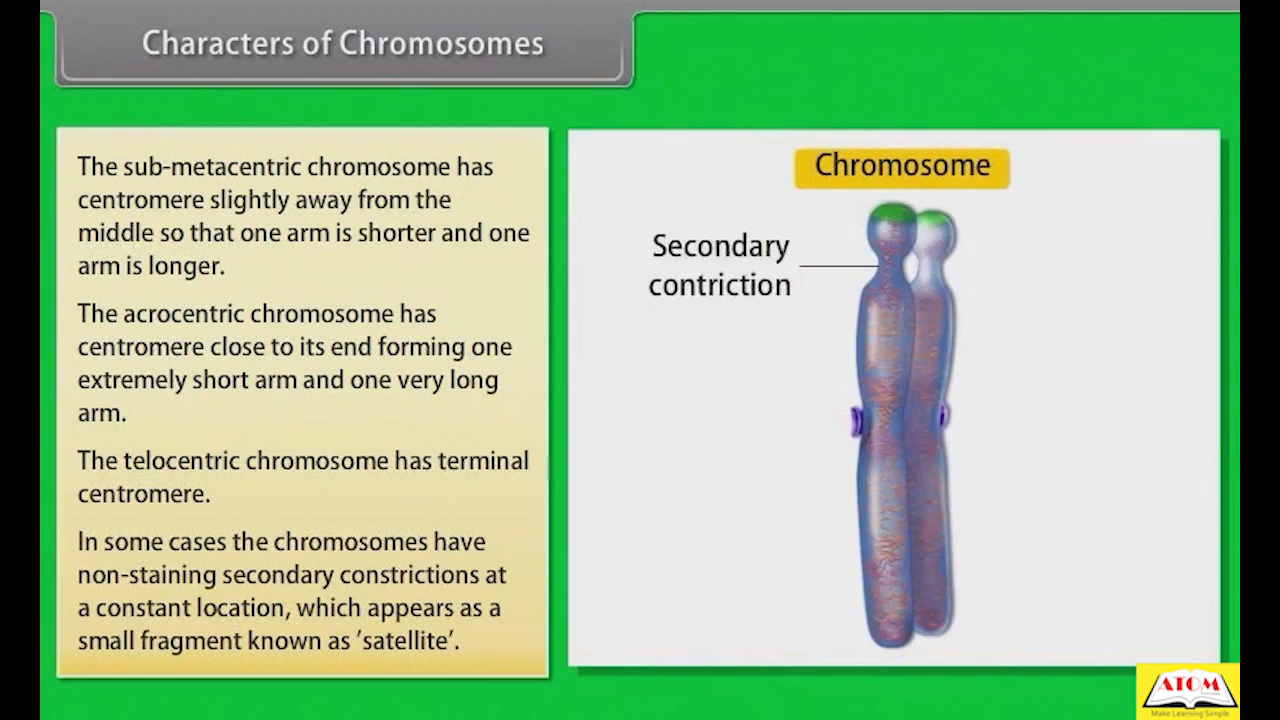 Characters of Chromosomes
The sub-metacentric chromosome has
centromere slightly away from the
middle so that one arm is shorter and one
arm is longer.
The acrocentric chromosome has
centromere close to its end forming one
extremely short arm and one very long
arm.
The telocentric chromosome has terminal
centromere.
In some cases the chromosomes have
non-staining secondary constrictions at
a constant location, which appears as a
small fragment known as 'satellite'.
Chromosome
Secondary
contriction
ATOM
Make Learning Simple